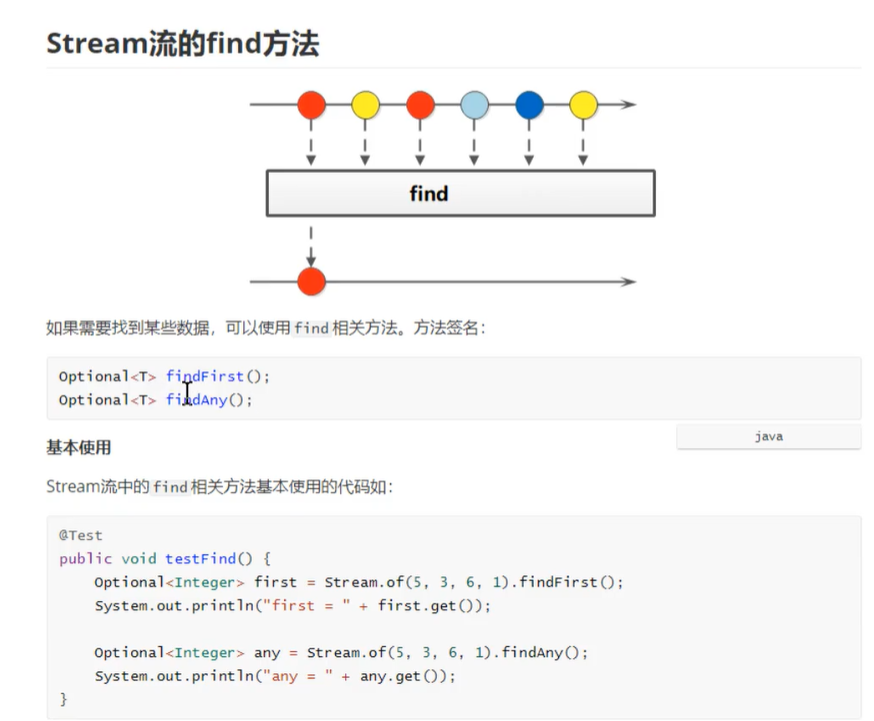 Stream流的find方法
find
如果需要找到某些数据，可以使用find相关方法。方法签名：
Optional<T> findFirst();
Optional<T> findAny();
java
基本使用
Stream流中的find相关方法基本使用的代码如：
@Test
public void testFind() {
    Optional<Integer> first = Stream.of(5, 3, 6, 1).findFirst();
    System.out.println("first = " + first.get());
    Optional<Integer> any = Stream.of(5, 3, 6, 1).findAny();
    System.out.println("any = " + any.get());
}